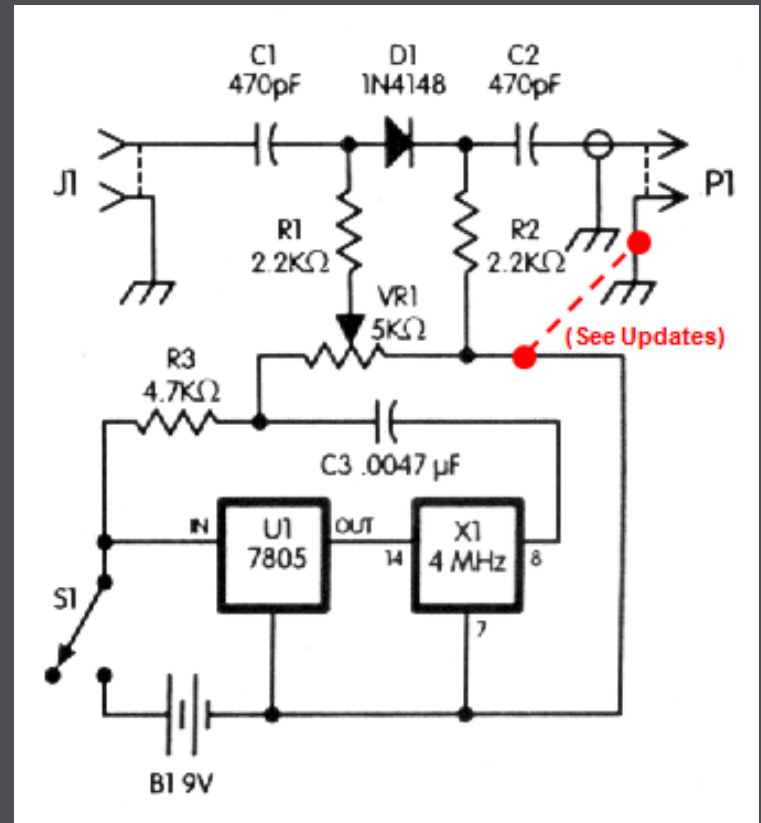 C1
470pF
D1
1N4148
C2
470pF
J1
P1
R1
2.2KΩ
R2
2.2KΩ
VR1
5KΩ
(See Updates)
R3
4.7KΩ
C3 .0047 µF
IN
U1
7805
OUT
14
X1
4 MHz
8
7
S1
B1 9V